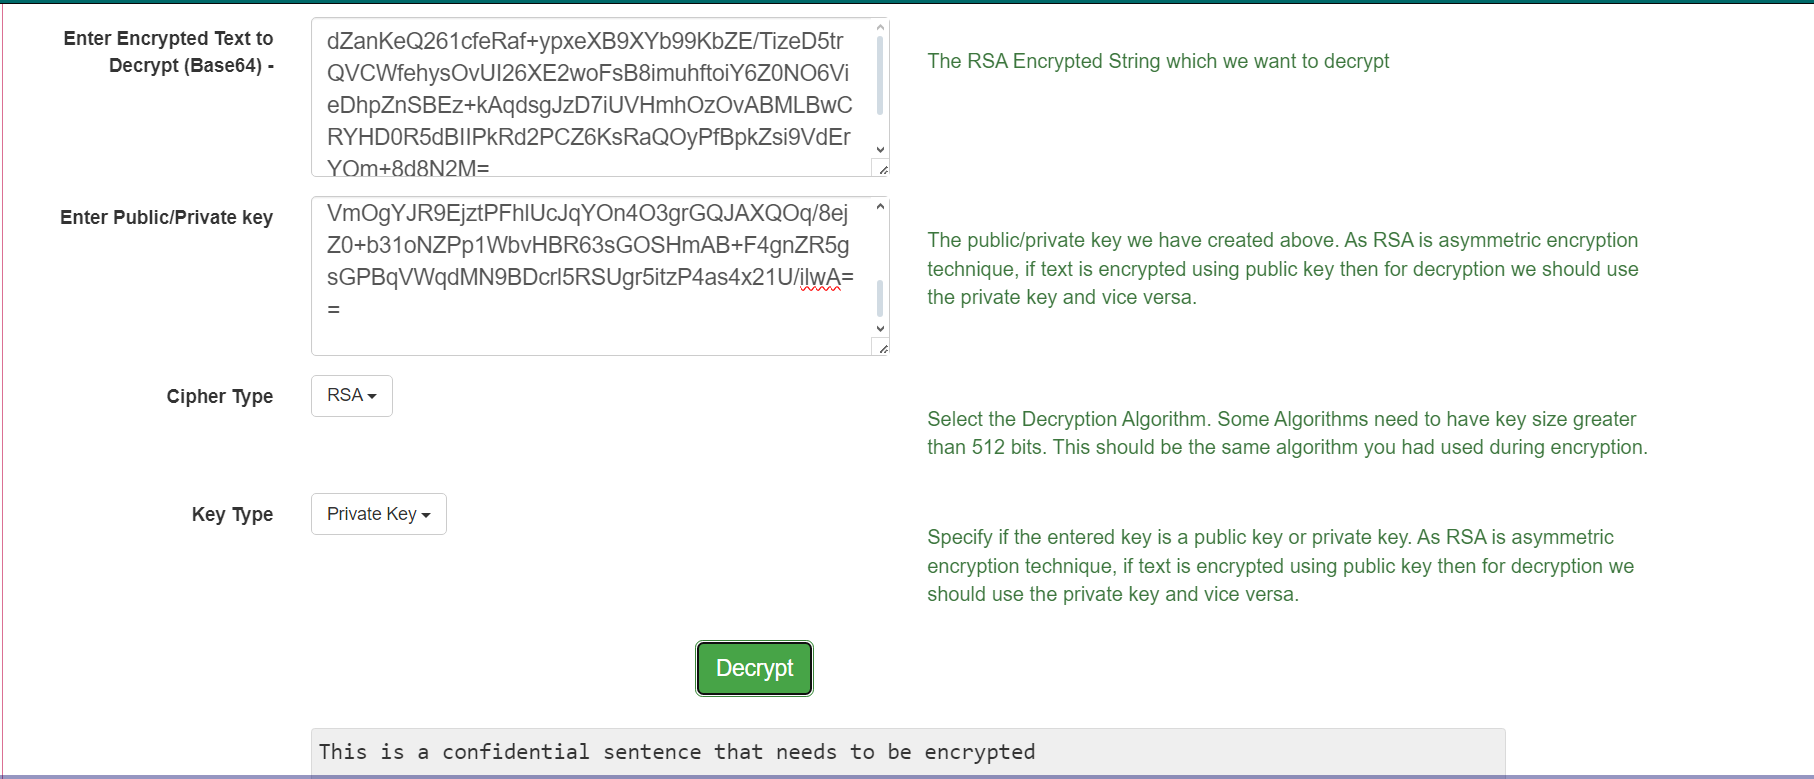 Enter Encrypted Text to
Decrypt (Base64) -
dZanKeQ261cfeRaf+ypxeXB9XYb99KbZE/TizeD5tr
QVCWfehysOvUI26XE2woFsB8imuhftoiY6Z0NO6Vi
eDhpZnSBEz+kAqdsgJzD7iUVHmhOzOvABMLBwC
RYHD0R5dBIIPkRd2PCZ6KsRaQOyPfBpkZsi9VdEr
YOm+8d8N2M=
The RSA Encrypted String which we want to decrypt
Enter Public/Private key
VmOgYJR9EjztPFhlUcJqYOn4O3grGQJAXQOq/8ej
Z0+b31oNZPp1WbvHBR63sGOSHmAB+F4gnZR5g
sGPBqVWqdMN9BDcrl5RSUgr5itzP4as4x21U/ilwA=
=
The public/private key we have created above. As RSA is asymmetric encryption
technique, if text is encrypted using public key then for decryption we should use
the private key and vice versa.
Cipher Type
RSA
Select the Decryption Algorithm. Some Algorithms need to have key size greater
than 512 bits. This should be the same algorithm you had used during encryption.
Key Type
Private Key
Specify if the entered key is a public key or private key. As RSA is asymmetric
encryption technique, if text is encrypted using public key then for decryption we
should use the private key and vice versa.
Decrypt
This is a confidential sentence that needs to be encrypted